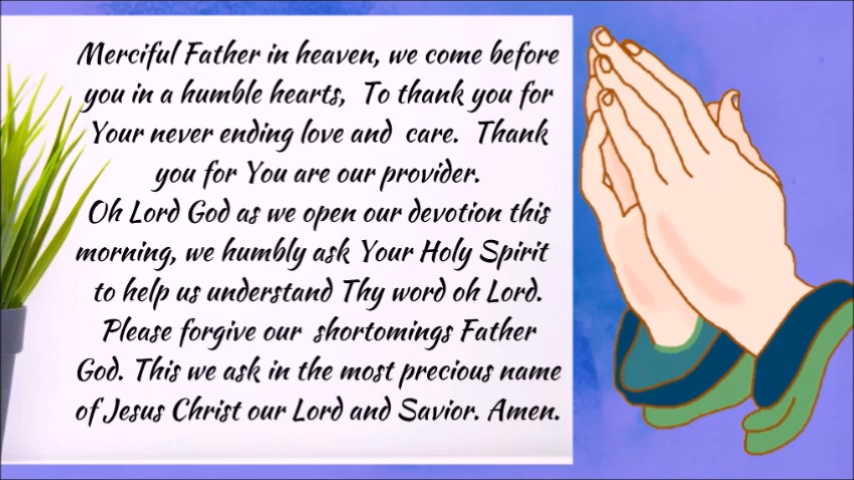 Merciful Father in heaven, we come before
you in a humble hearts, To thank you for
Your never ending love and care. Thank
you for You are our provider.
Oh Lord God as we open our devotion this
morning, we humbly ask Your Holy Spirit
to help us understand Thy word oh Lord.
Please forgive our shortomings Father
God. This we ask in the most precious name
of Jesus Christ our Lord and Savior. Amen.